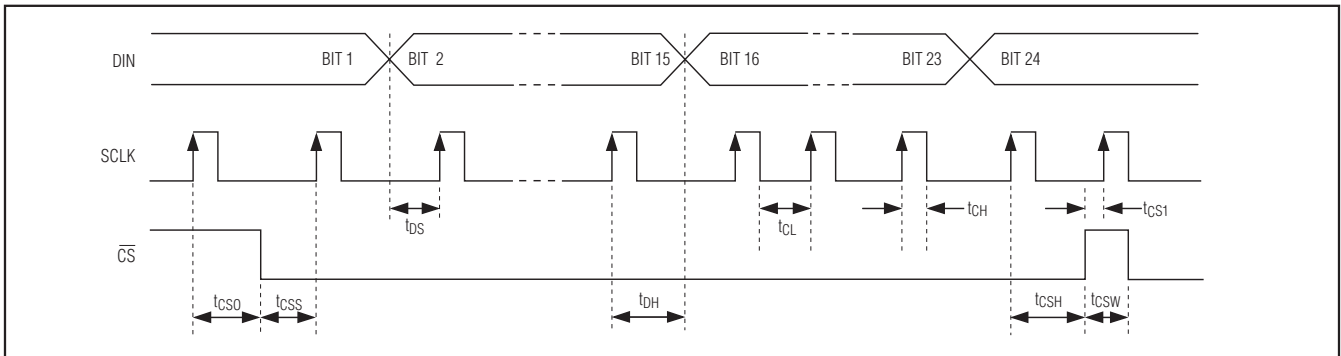 DIN
BIT 1
BIT 2
BIT 15
BIT 16
BIT 23
BIT 24
SCLK
tDS
tCL
tCH
tCS1
CS
tCSO
tCSS
tDH
tCSH
tCSW